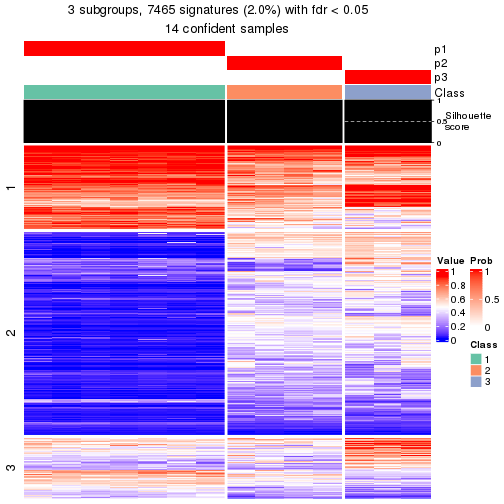 3 subgroups, 7465 signatures (2.0%) with fdr < 0.05
14 confident samples
p1
p2
p3
Class
1
0.5
0
Silhouette
score
1
2
3
Value
1
0.8
0.6
0.4
0.2
0
Prob
1
0.5
0
Class
1
2
3